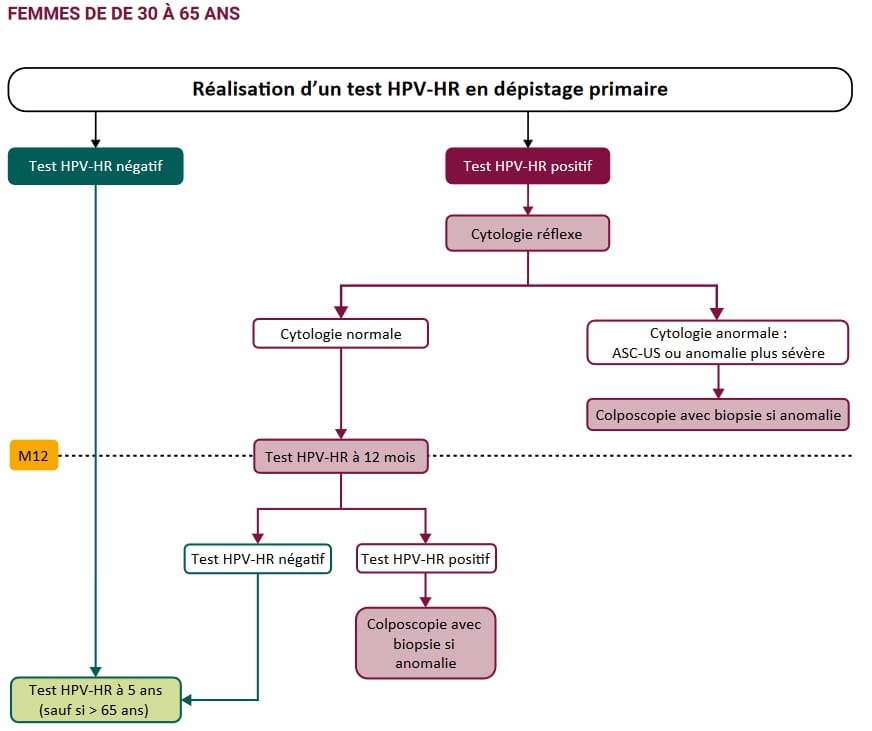 FEMMES DE DE 30 À 65 ANS
Réalisation d’un test HPV-HR en dépistage primaire
Test HPV-HR négatif
Test HPV-HR positif
Cytologie réflexe
Cytologie normale
Cytologie anormale :
ASC-US ou anomalie plus sévère
Colposcopie avec biopsie si anomalie
M12
Test HPV-HR à 12 mois
Test HPV-HR négatif
Test HPV-HR positif
Colposcopie avec
biopsie si
anomalie
Test HPV-HR à 5 ans
(sauf si > 65 ans)